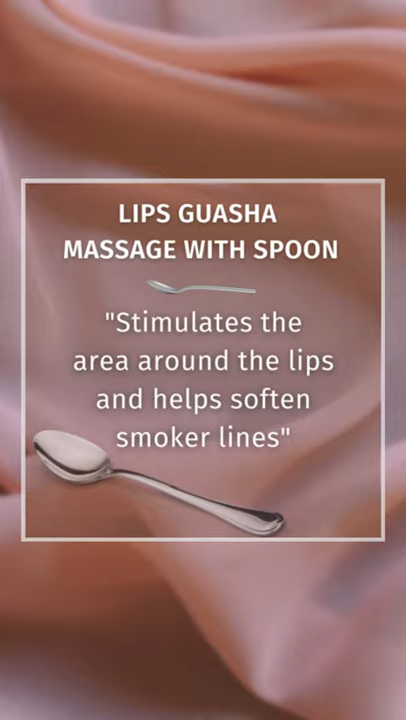 LIPS GUASHA
MASSAGE WITH SPOON
"Stimulates the
area around the lips
and helps soften
smoker lines"